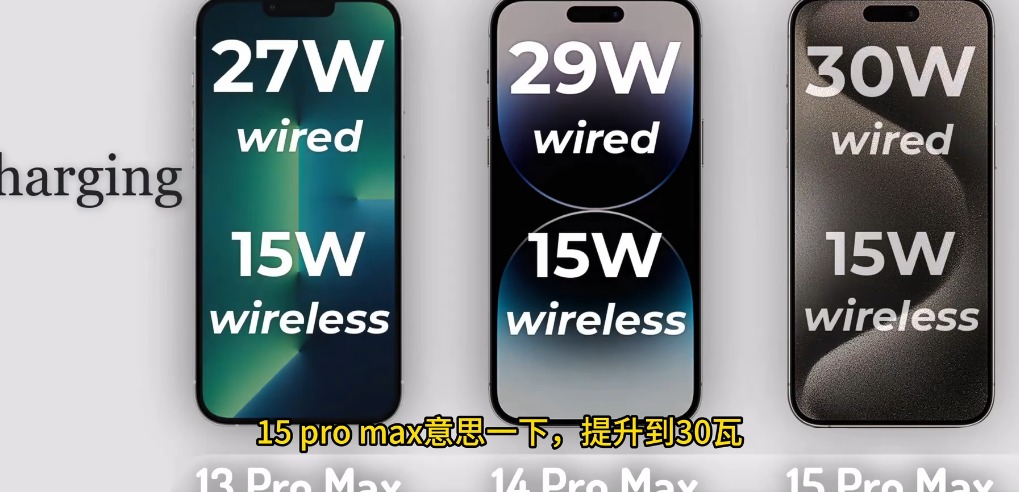 27W
wired
15W
wireless
29W
wired
15W
wireless
30W
wired
15W
wireless
harging
15 pro max意思一下，提升到30瓦
13 Pro Max
14 Pro Max
15 Pro Max